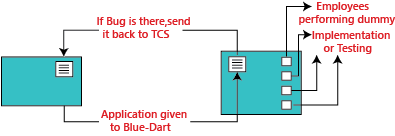 If Bug is there,send
it back to TCS
Employees
performing dummy
Implementation
or Testing
Application given
to Blue-Dart